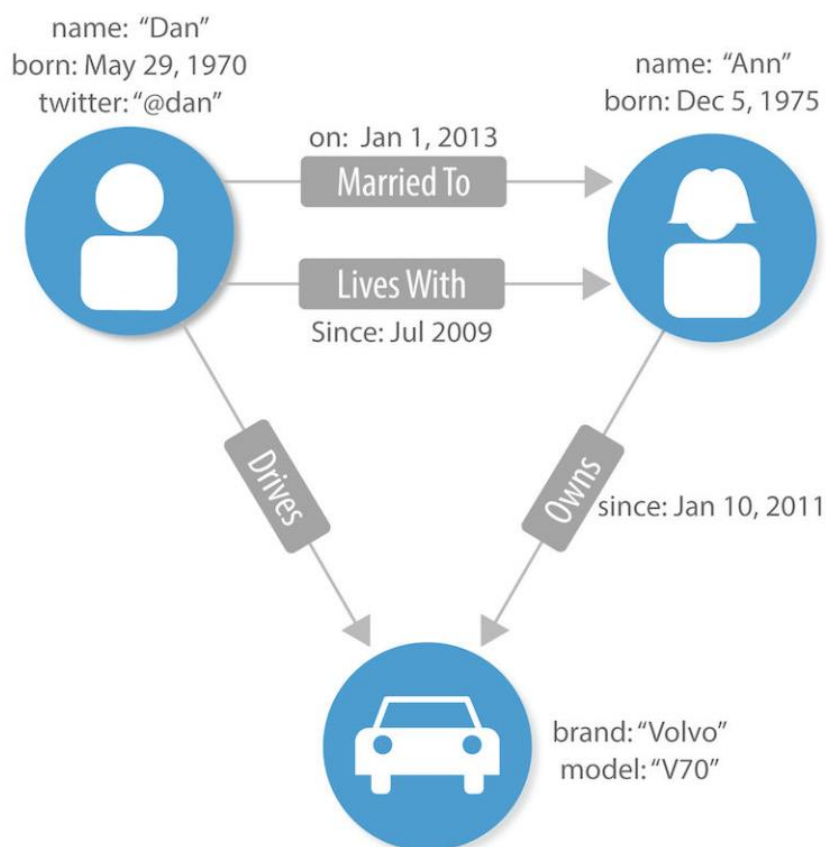 name: “Dan”
born: May 29, 1970
twitter: “@dan”
name: “Ann”
born: Dec 5, 1975
on: Jan 1, 2013
Married To
Lives With
Since: Jul 2009
Drives
Owns
since: Jan 10, 2011
brand: “Volvo”
model: “V70”